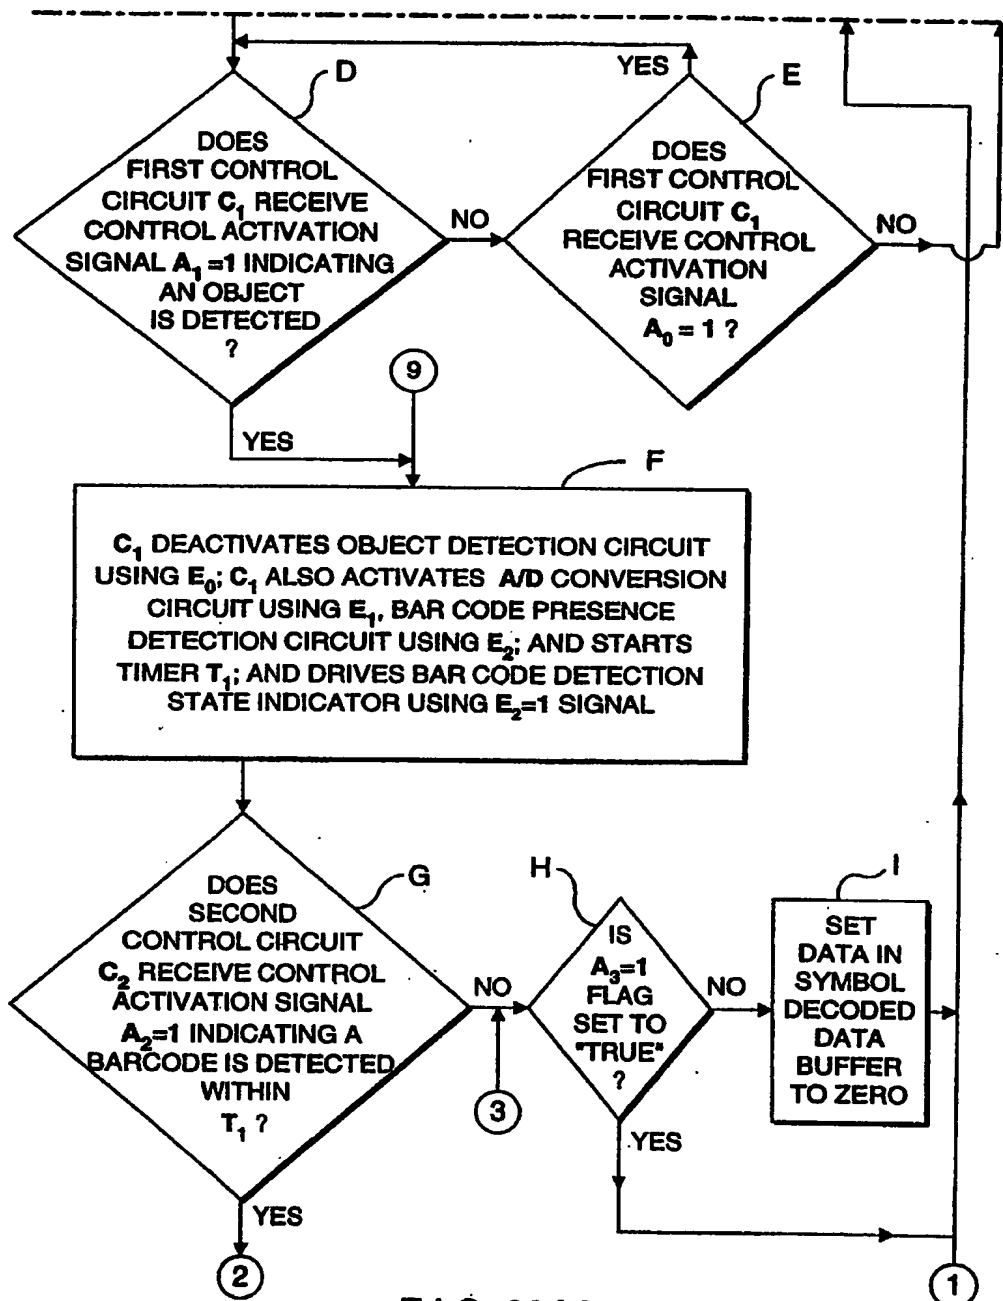 YES
D
E
DOES
FIRST CONTROL
CIRCUIT C₁ RECEIVE
CONTROL ACTIVATION
SIGNAL A₁ =1 INDICATING
AN OBJECT
IS DETECTED
?
NO
DOES
FIRST CONTROL
CIRCUIT C₁
RECEIVE CONTROL
ACTIVATION
SIGNAL
A₀ = 1 ?
NO
9
YES
F
C₁ DEACTIVATES OBJECT DETECTION CIRCUIT
USING E₀; C₁ ALSO ACTIVATES A/D CONVERSION
CIRCUIT USING E₁, BAR CODE PRESENCE
DETECTION CIRCUIT USING E₂; AND STARTS
TIMER T₁; AND DRIVES BAR CODE DETECTION
STATE INDICATOR USING E₂=1 SIGNAL
G
DOES
SECOND
CONTROL CIRCUIT
C₂ RECEIVE CONTROL
ACTIVATION SIGNAL
A₂=1 INDICATING A
BARCODE IS DETECTED
WITHIN
T₁ ?
NO
3
H
IS
A₃=1
FLAG
SET TO
"TRUE"
?
NO
I
SET
DATA IN
SYMBOL
DECODED
DATA
BUFFER
TO ZERO
YES
YES
2
1